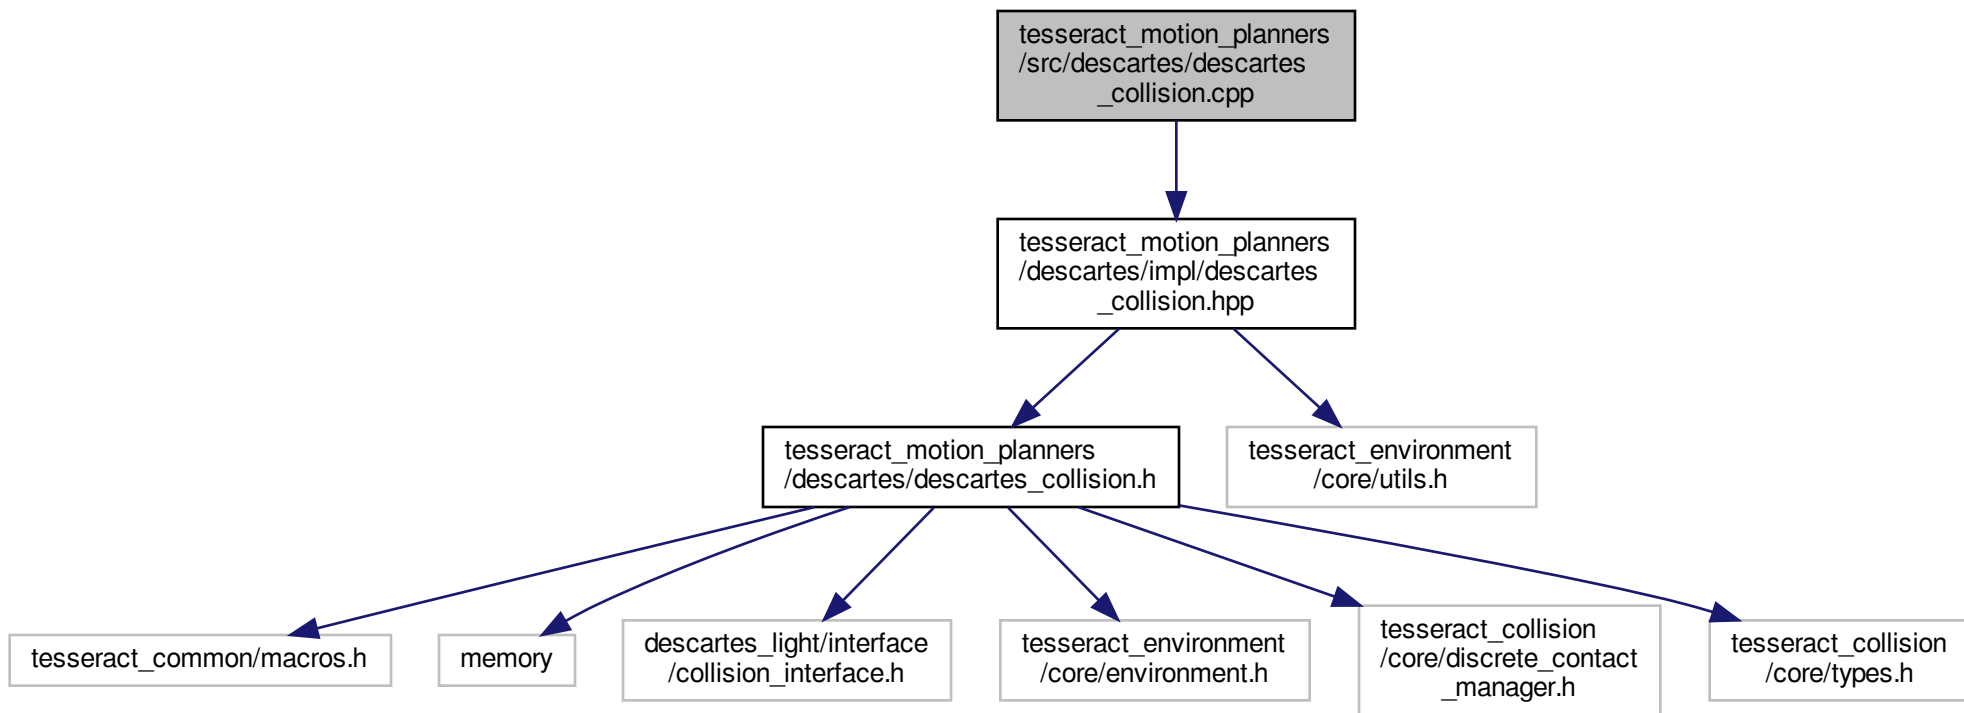 tesseract_motion_planners
/src/descartes/descartes
_collision.cpp
tesseract_motion_planners
/descartes/impl/descartes
_collision.hpp
tesseract_motion_planners
/descartes/descartes_collision.h
tesseract_environment
/core/utils.h
tesseract_common/macros.h
memory
descartes_light/interface
/collision_interface.h
tesseract_environment
/core/environment.h
tesseract_collision
/core/discrete_contact
_manager.h
tesseract_collision
/core/types.h